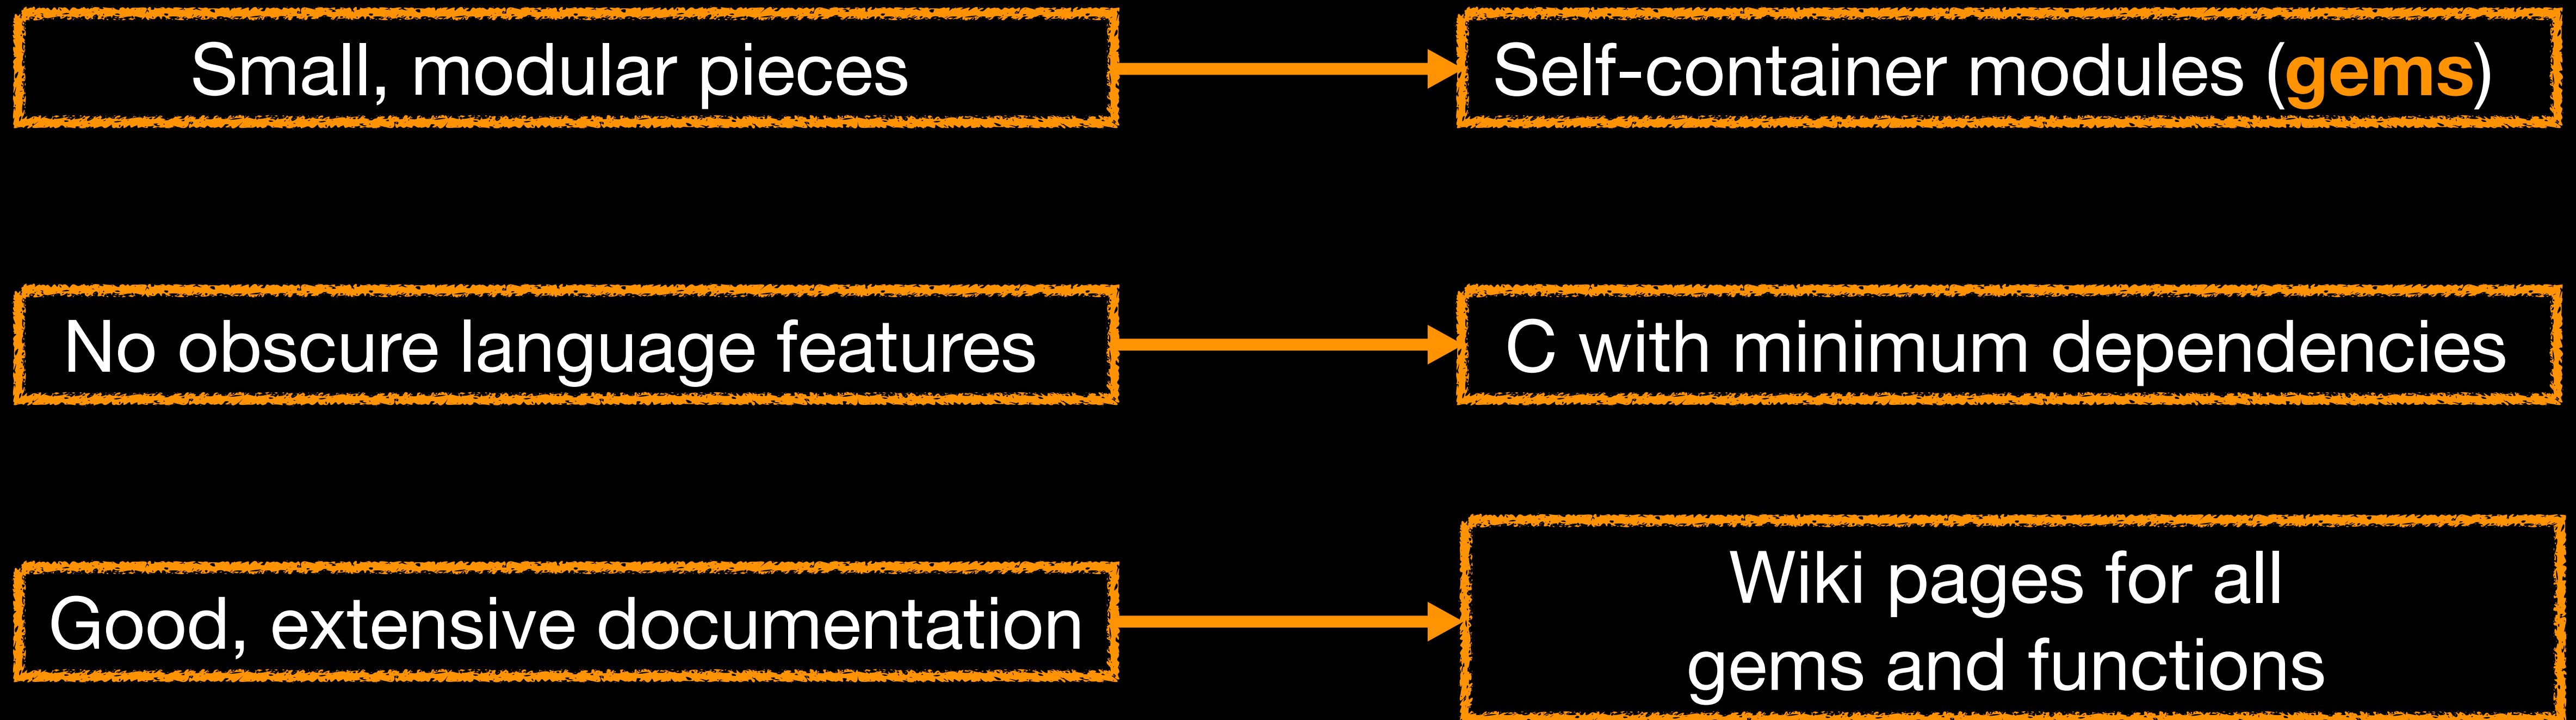 Small, modular pieces
Self-container modules (gems)
No obscure language features
C with minimum dependencies
Good, extensive documentation
Wiki pages for all
gems and functions